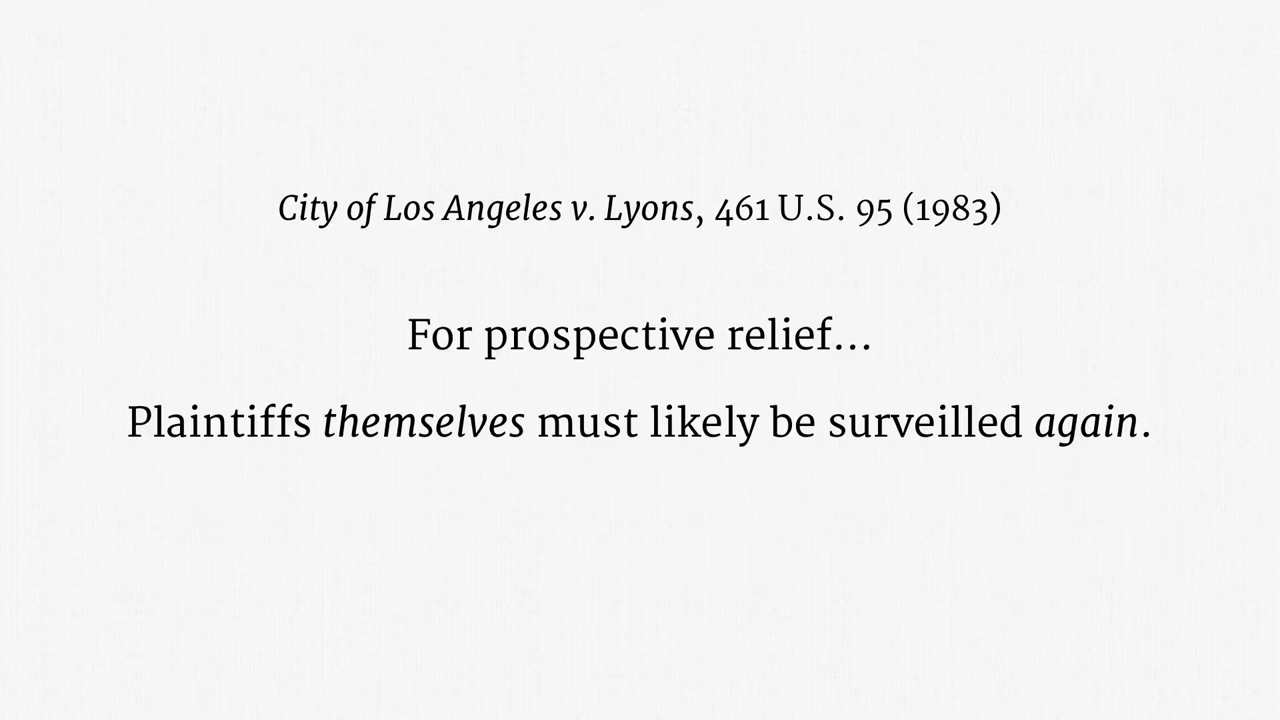 City of Los Angeles v. Lyons, 461 U.S. 95 (1983)
For prospective relief...
Plaintiffs themselves must likely be surveilled again.